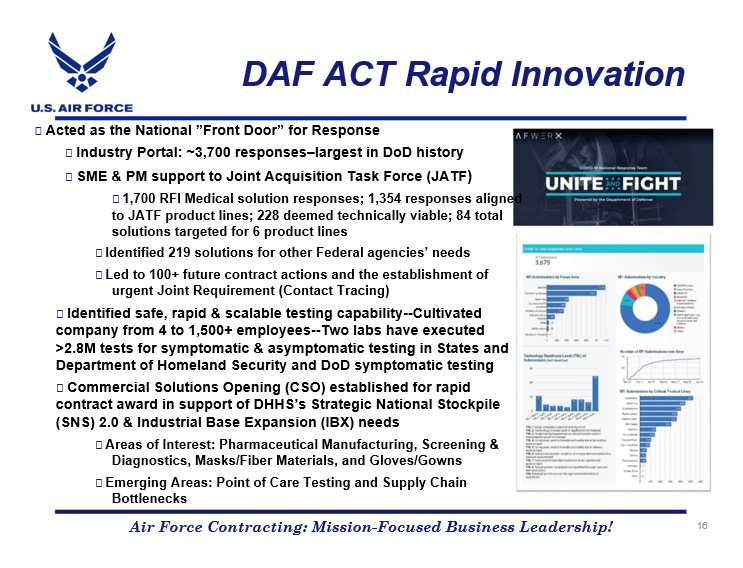 DAF ACT Rapid Innovation
U.S. AIR FORCE
Acted as the National ”Front Door” for Response
Industry Portal: ~3,700 responses–largest in DoD history
SME & PM support to Joint Acquisition Task Force (JATF)
1,700 RFI Medical solution responses; 1,354 responses aligned
to JATF product lines; 228 deemed technically viable; 84 total
solutions targeted for 6 product lines
Identified 219 solutions for other Federal agencies’ needs
Led to 100+ future contract actions and the establishment of
urgent Joint Requirement (Contact Tracing)
Identified safe, rapid & scalable testing capability--Cultivated
company from 4 to 1,500+ employees--Two labs have executed
>2.8M tests for symptomatic & asymptomatic testing in States and
Department of Homeland Security and DoD symptomatic testing
Commercial Solutions Opening (CSO) established for rapid
contract award in support of DHHS’s Strategic National Stockpile
(SNS) 2.0 & Industrial Base Expansion (IBX) needs
Areas of Interest: Pharmaceutical Manufacturing, Screening &
Diagnostics, Masks/Fiber Materials, and Gloves/Gowns
Emerging Areas: Point of Care Testing and Supply Chain
Bottlenecks
AFWERX
COVID-19 National Response Team
UNITE AND FIGHT
Powered by the Department of Defense
3,675
RFI Submissions by Focus Area
RFI Submissions by Industry
Technology Readiness Level (TRL) of
Submissions
Number of RFI Submissions over Time
RFI Submissions by Critical Product Lines
Air Force Contracting: Mission-Focused Business Leadership!
16